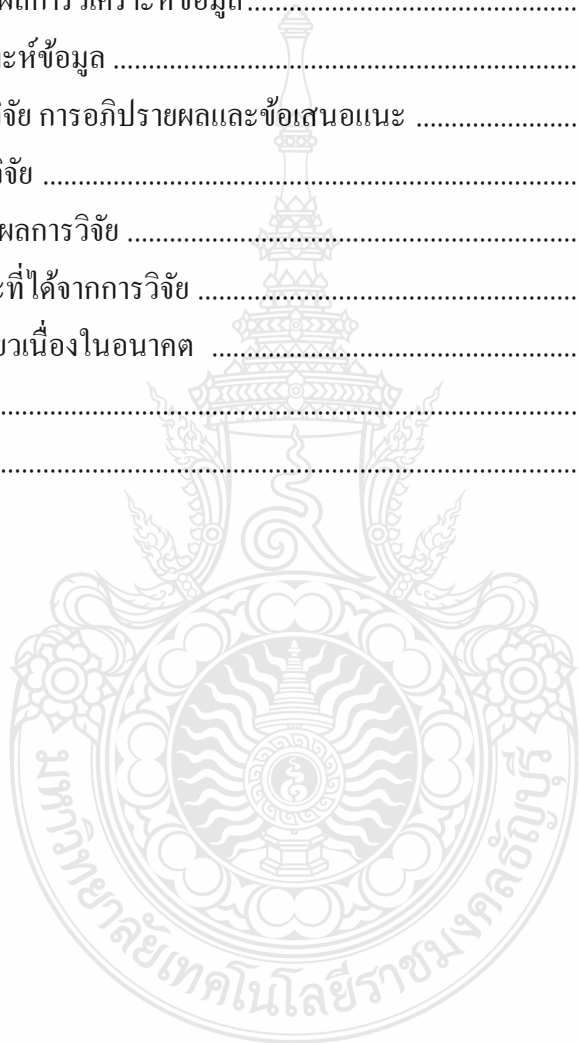 ผลการวิเคราะห์ข้อมูล................................................................
ะห์ข้อมูล ................................................................
วิจัย การอภิปรายผลและข้อเสนอแนะ ................................
วิจัย ................................................................
ผลการวิจัย ................................................................
ะที่ได้จากการวิจัย ................................................................
ยวเนื่องในอนาคต ................................................................
................................................................
................................................................
มหาวิทยาลัยเทคโนโลยีราชมงคลธัญบุรี